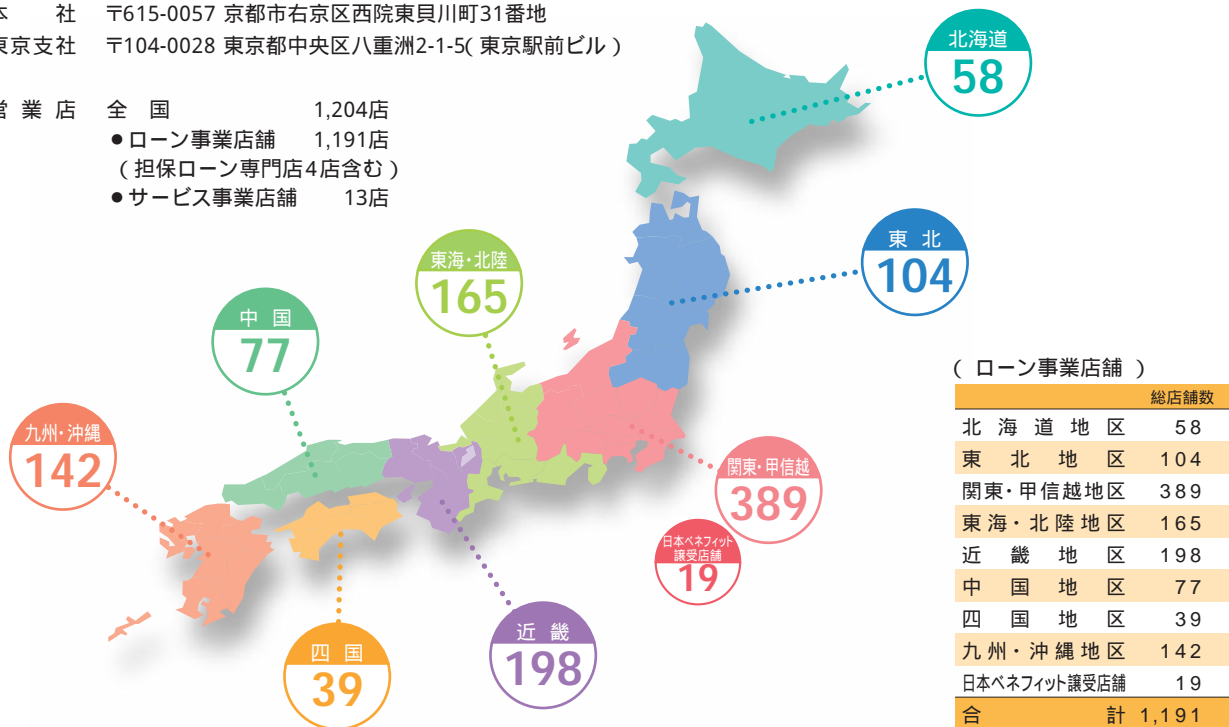 本 社 〒615-0057 京都市右京区西院東貝川町31番地
東京支社 〒104-0028 東京都中央区八重洲2-1-5( 東京駅前ビル )
営 業 店 全 国 1,204店
●ローン事業店舗 1,191店
( 担保ローン専門店4店含む )
●サービス事業店舗 13店
北海道
58
東 北
104
東海・北陸
165
中 国
77
九州・沖縄
142
関東・甲信越
389
日本ベネフィット
譲受店舗
19
近 畿
198
四 国
39
( ローン事業店舗 )
総店舗数
北海道地区 58
東北地区 104
関東・甲信越地区 389
東海・北陸地区 165
近畿地区 198
中国地区 77
四国地区 39
九州・沖縄地区 142
日本ベネフィット譲受店舗 19
合計 1,191